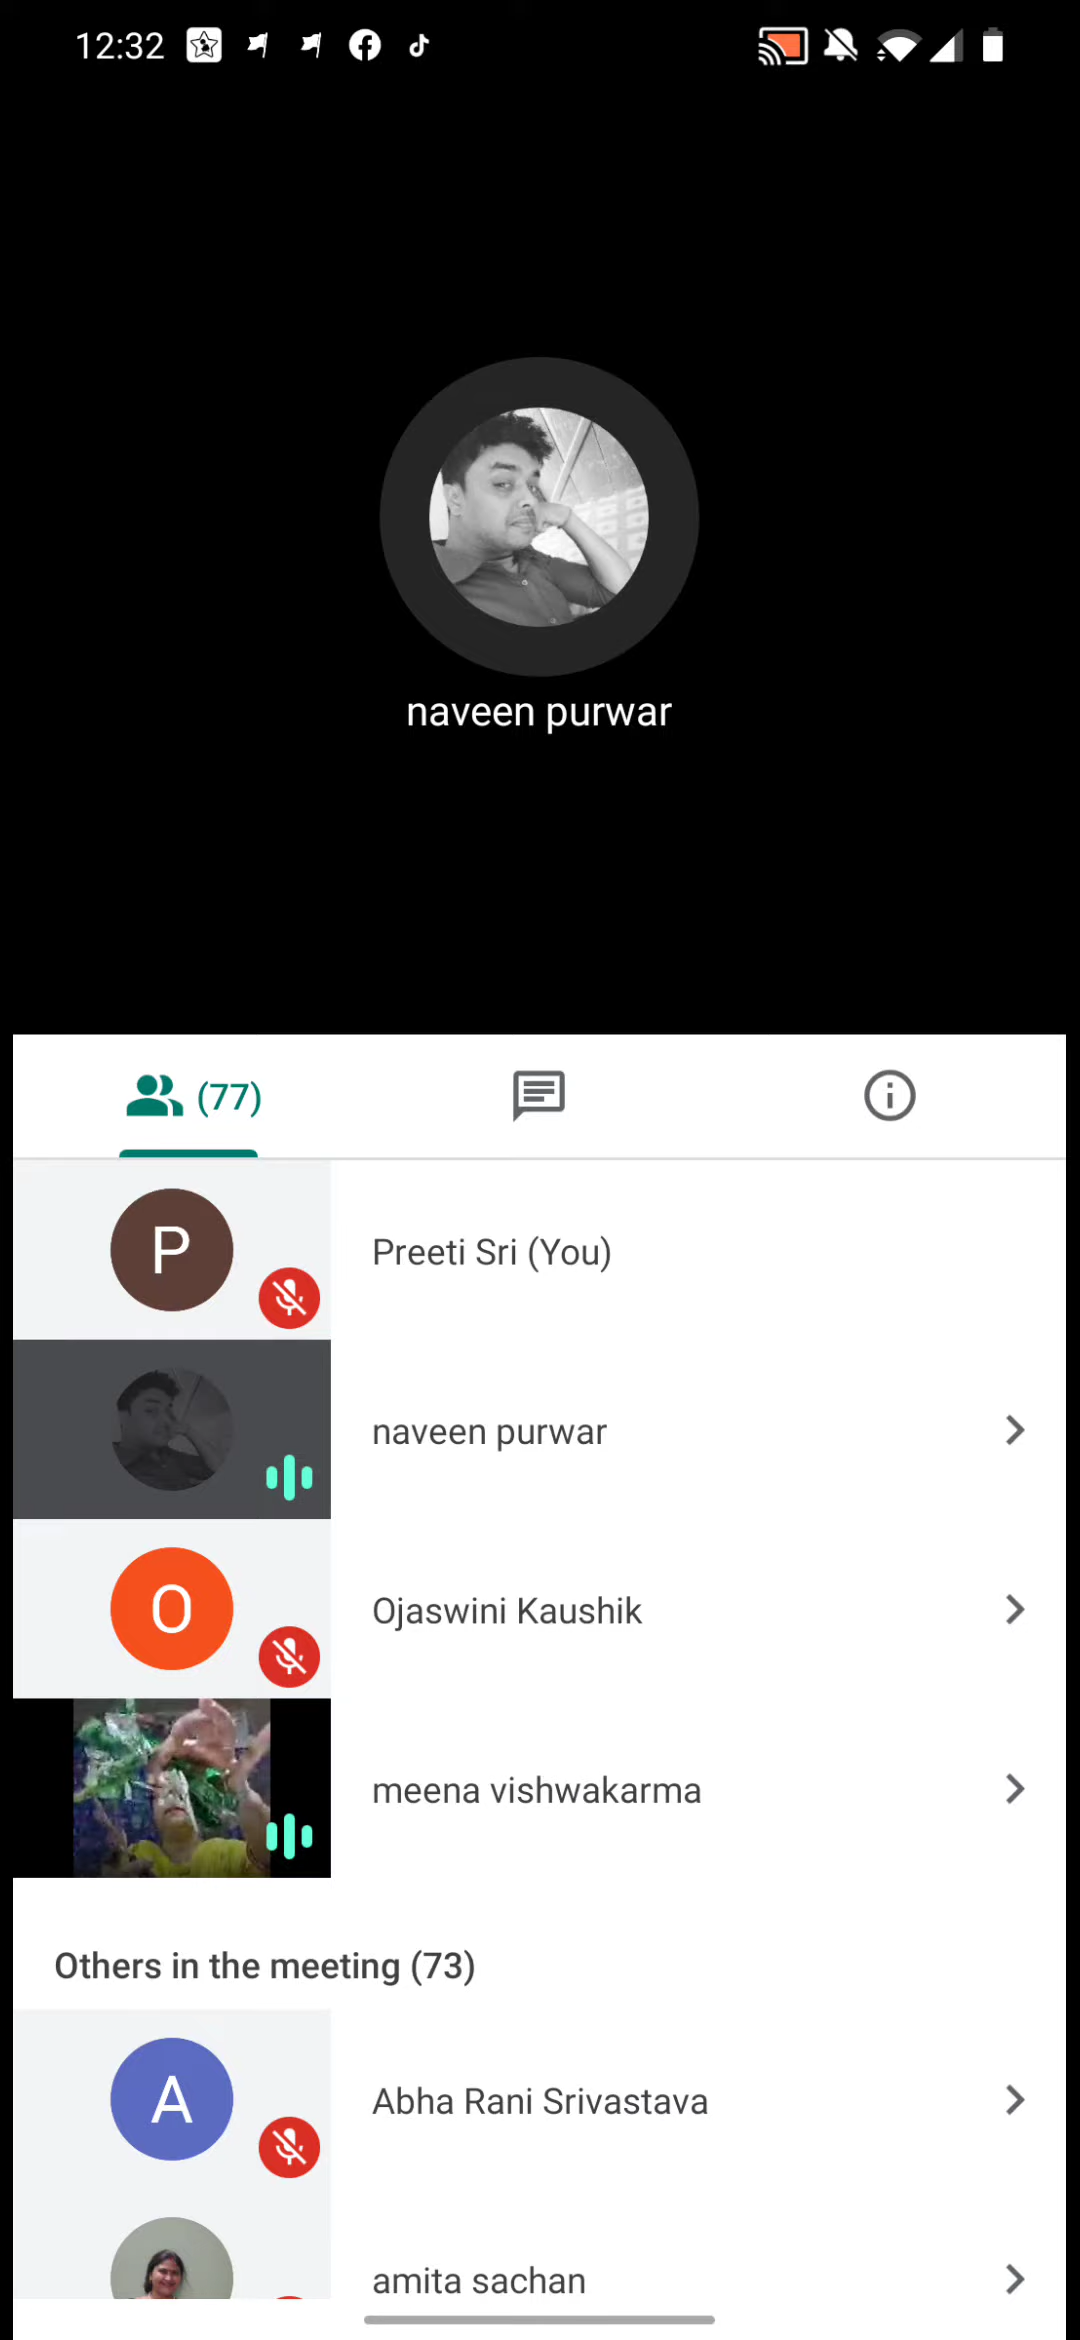 12:32
naveen purwar
(77)
P
Preeti Sri (You)
naveen purwar
O
Ojaswini Kaushik
meena vishwakarma
Others in the meeting (73)
A
Abha Rani Srivastava
amita sachan